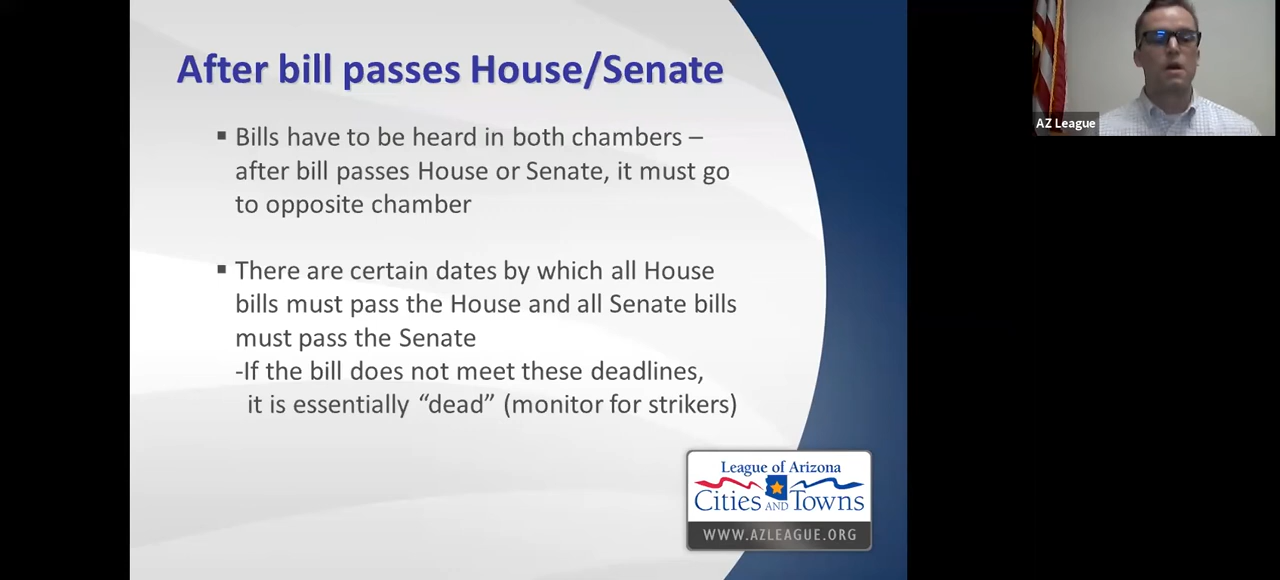 After bill passes House/Senate
▪ Bills have to be heard in both chambers –
after bill passes House or Senate, it must go
to opposite chamber
▪ There are certain dates by which all House
bills must pass the House and all Senate bills
must pass the Senate
-If the bill does not meet these deadlines,
it is essentially “dead” (monitor for strikers)
League of Arizona
Cities AND Towns
WWW.AZLEAGUE.ORG
AZ League